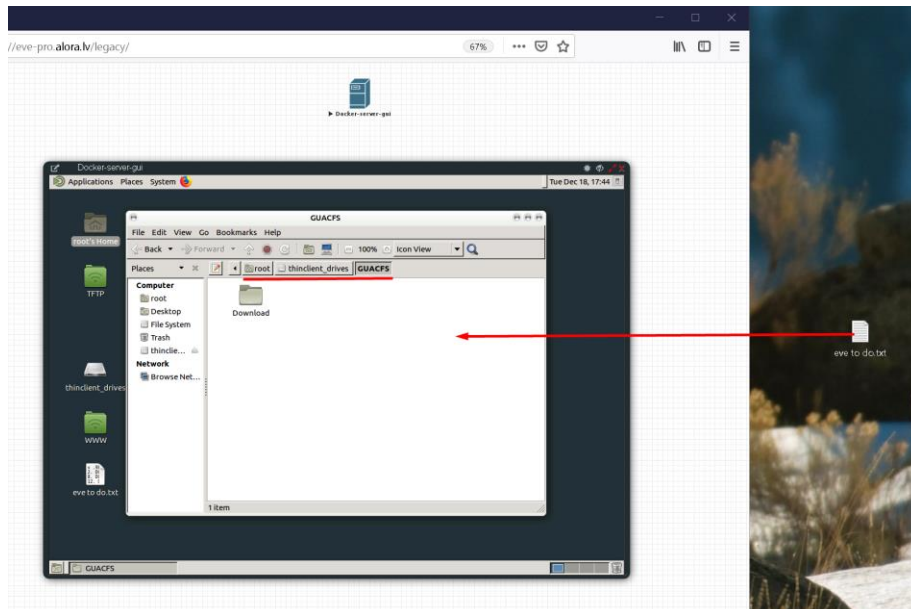 //eve-pro.alora.lv/legacy/
67%
Docker-server-gui
Docker-server-gui
Applications Places System
Tue Dec 18, 17:44
GUACFS
File Edit View Go Bookmarks Help
Back Forward 100% Icon View
Places root thinclient_drives GUACFS
Computer
root
Desktop
File System
Trash
thinclie...
Network
Browse Net...
Download
1 item
root's Home
TFTP
thinclient_drives
WWW
eve to do.txt
GUACFS
eve to do.txt